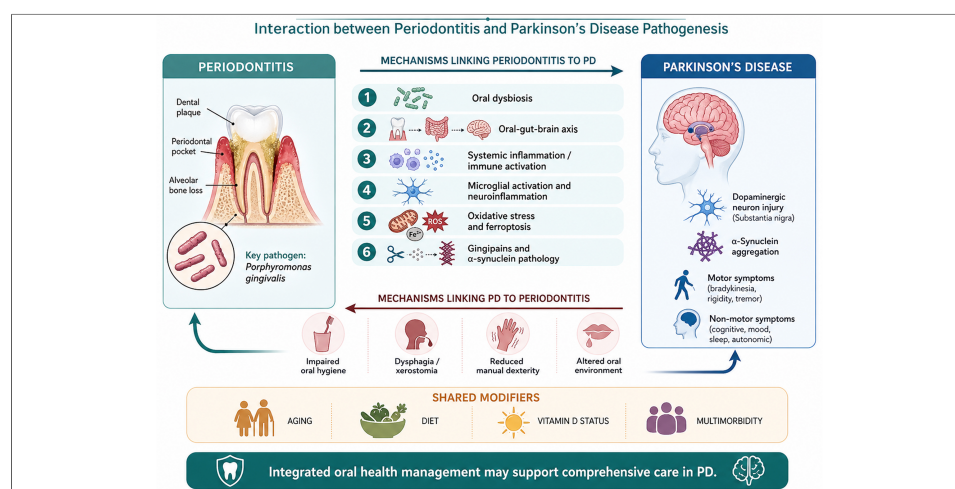 Interaction between Periodontitis and Parkinson's Disease Pathogenesis
PERIODONTITIS
Dental
plaque
Periodontal
pocket
Alveolar
bone loss
Key pathogen:
Porphyromonas
gingivalis
MECHANISMS LINKING PERIODONTITIS TO PD
1 Oral dysbiosis
2 Oral-gut-brain axis
3 Systemic inflammation /
immune activation
4 Microglial activation and
neuroinflammation
5 ROS Fe²⁺ Oxidative stress
and ferroptosis
6 Gingipains and
α-synuclein pathology
PARKINSON'S DISEASE
Dopaminergic
neuron injury
(Substantia nigra)
α-Synuclein
aggregation
Motor symptoms
(bradykinesia,
rigidity, tremor)
Non-motor symptoms
(cognitive, mood,
sleep, autonomic)
MECHANISMS LINKING PD TO PERIODONTITIS
Impaired
oral hygiene
Dysphagia /
xerostomia
Reduced
manual dexterity
Altered oral
environment
SHARED MODIFIERS
AGING
DIET
VITAMIN D STATUS
MULTIMORBIDITY
Integrated oral health management may support comprehensive care in PD.